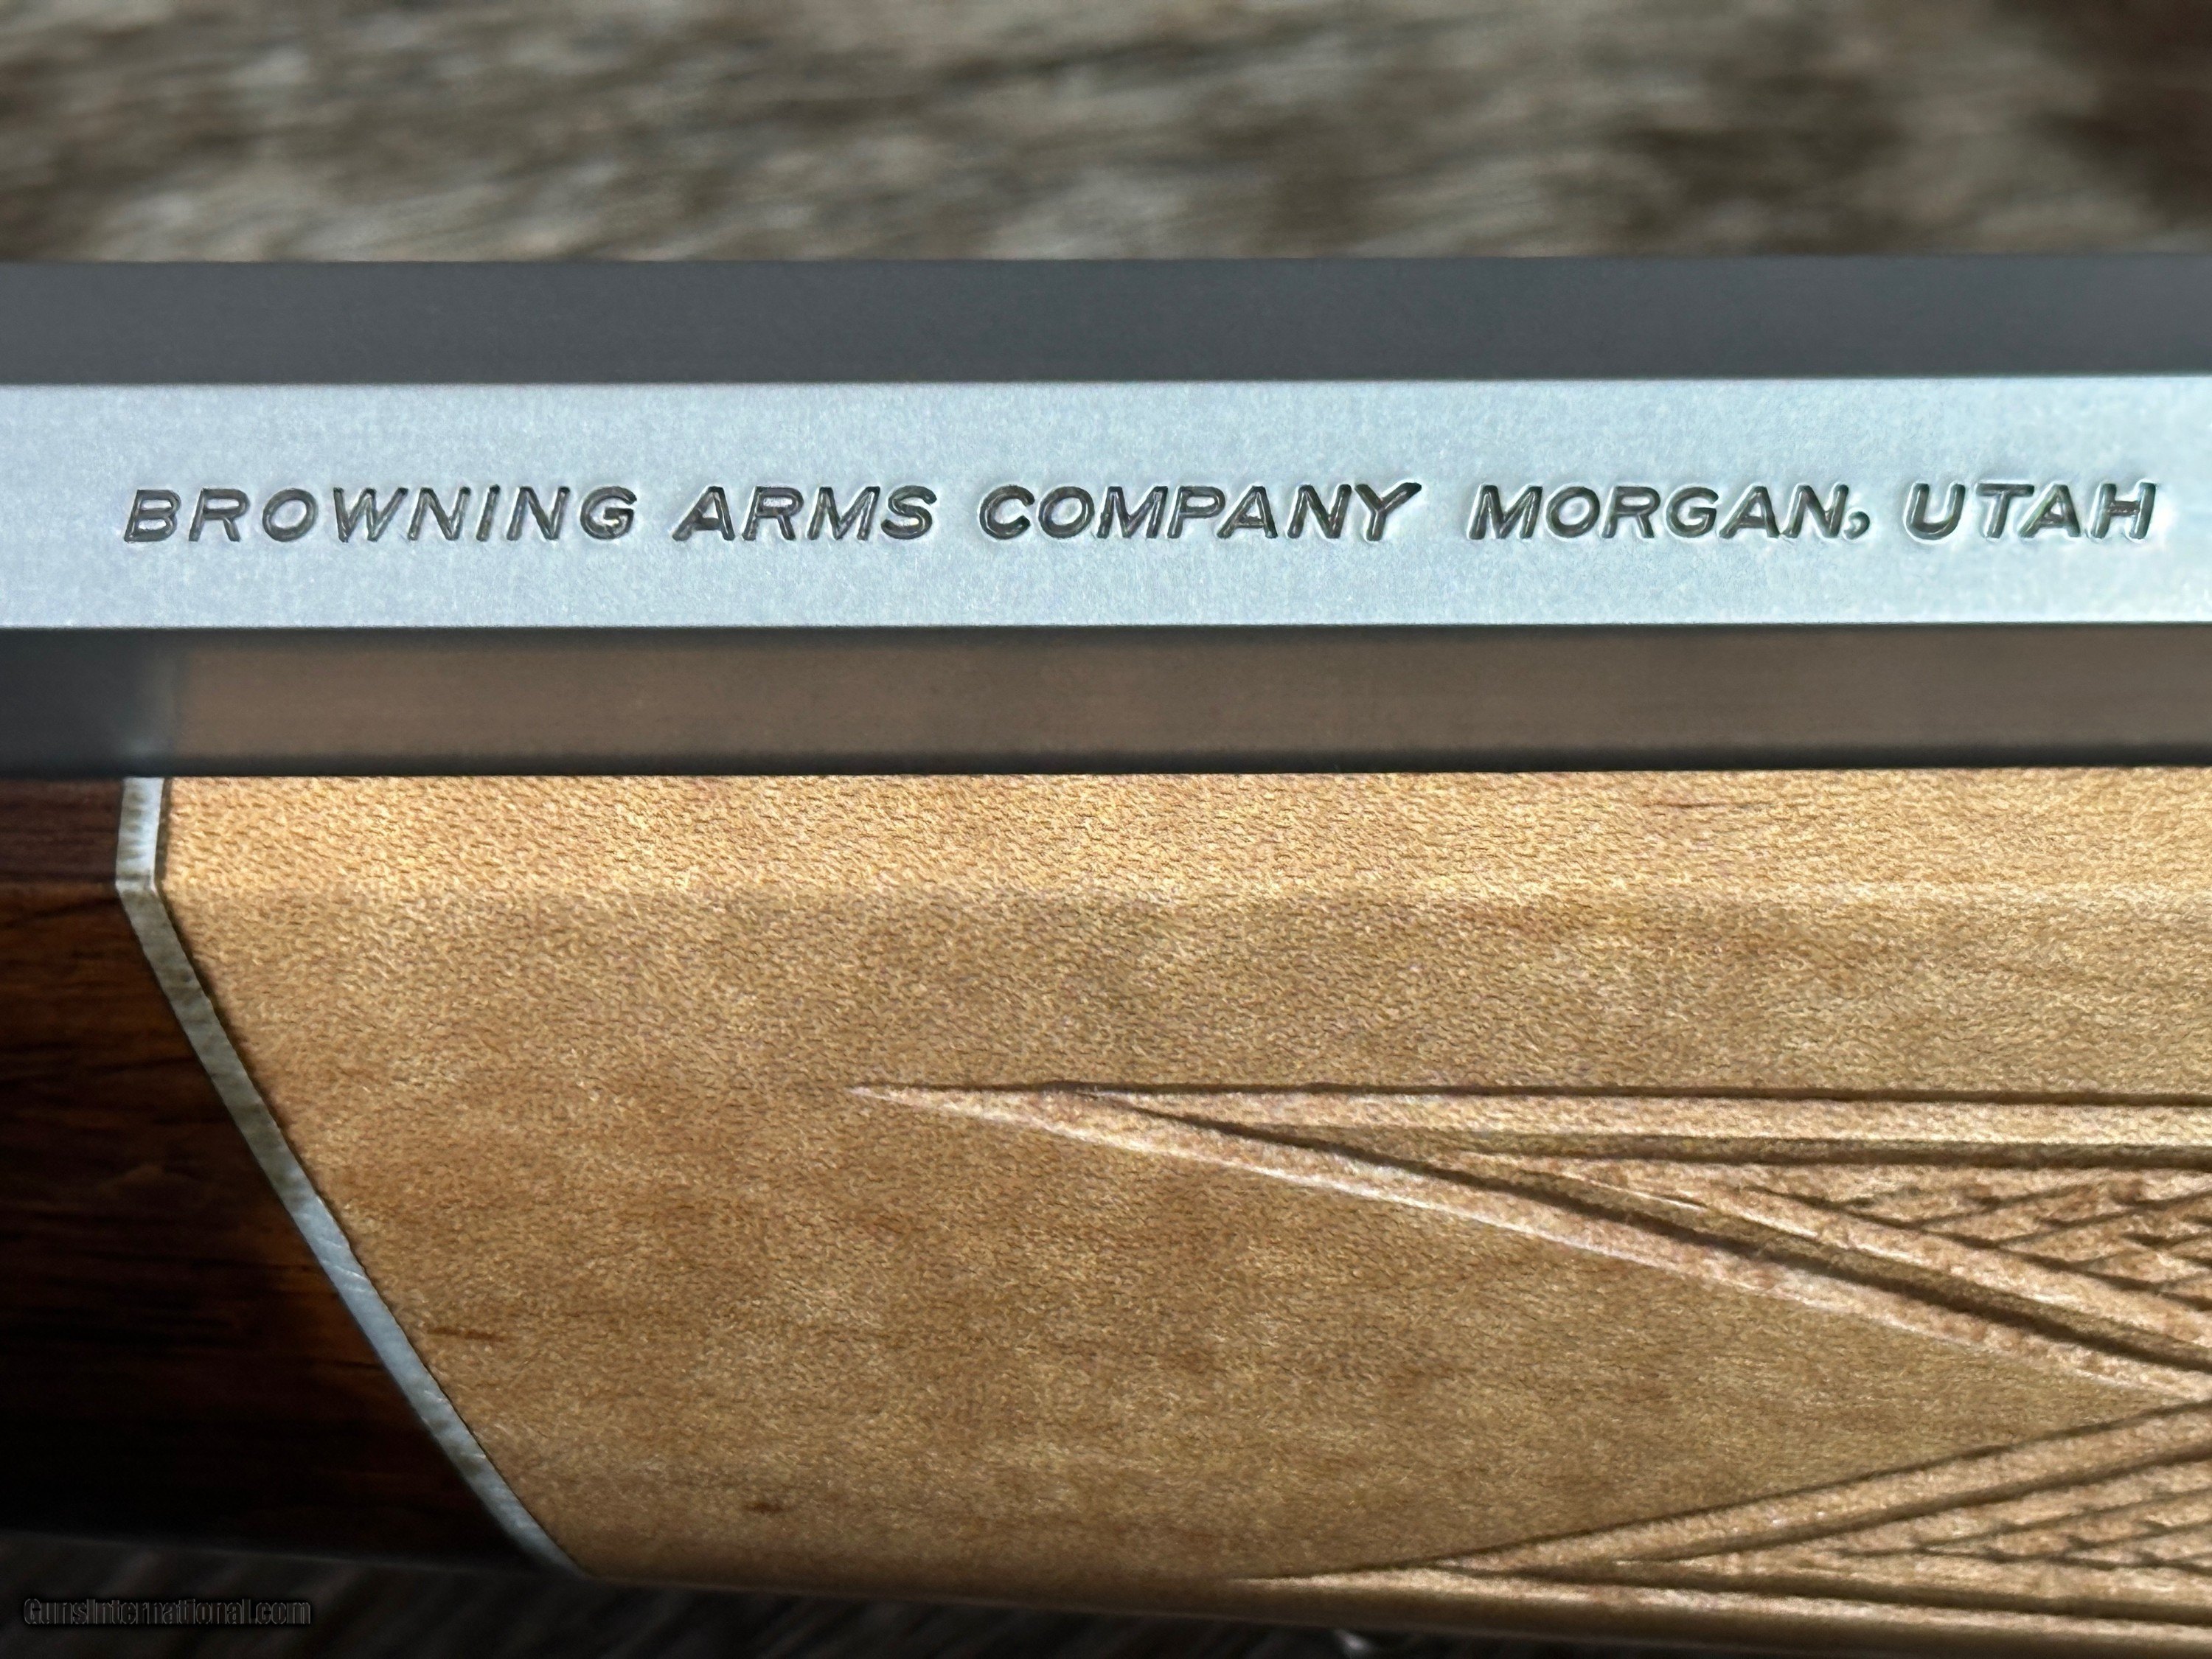 BROWNING ARMS COMPANY MORGAN, UTAH
GunsInternational.com